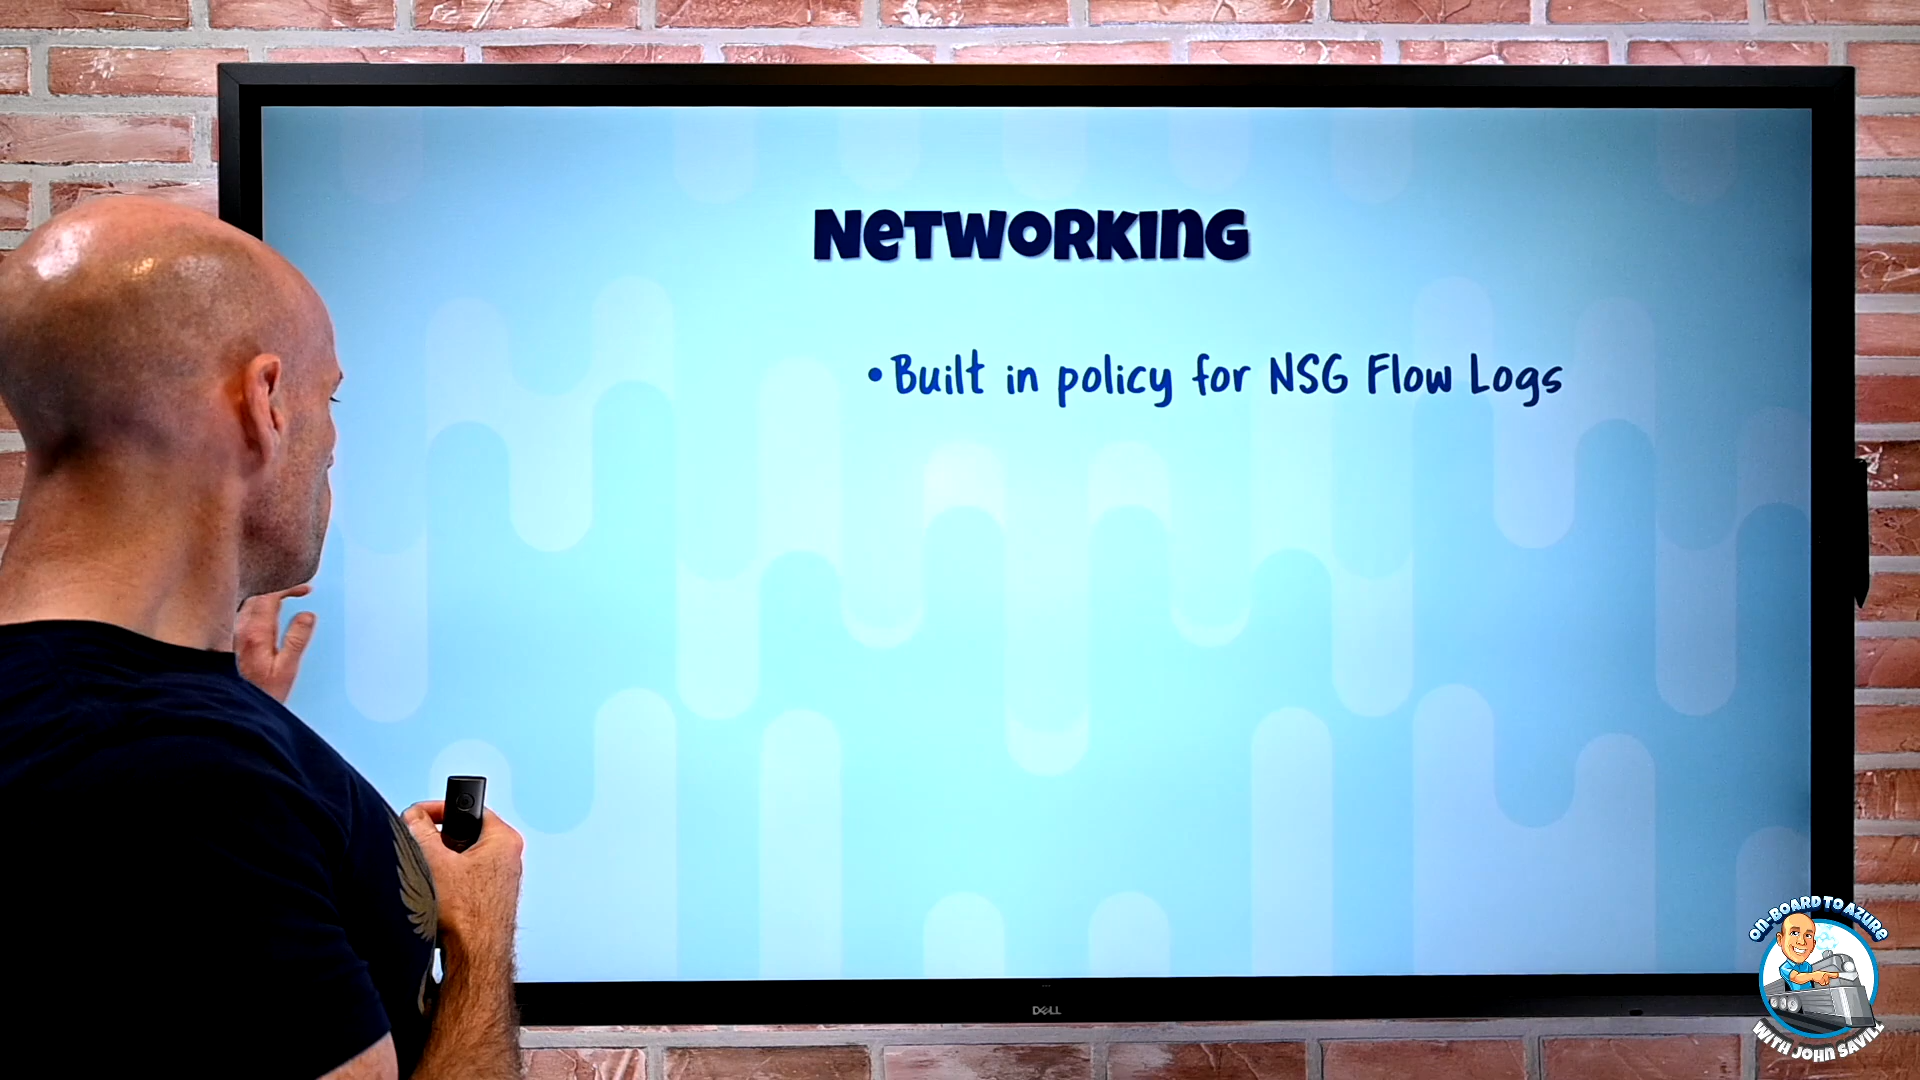 NETWORKING
•Built in policy for NSG Flow Logs
DELL
ON-BOARD TO AZURE
WITH JOHN SAVILL